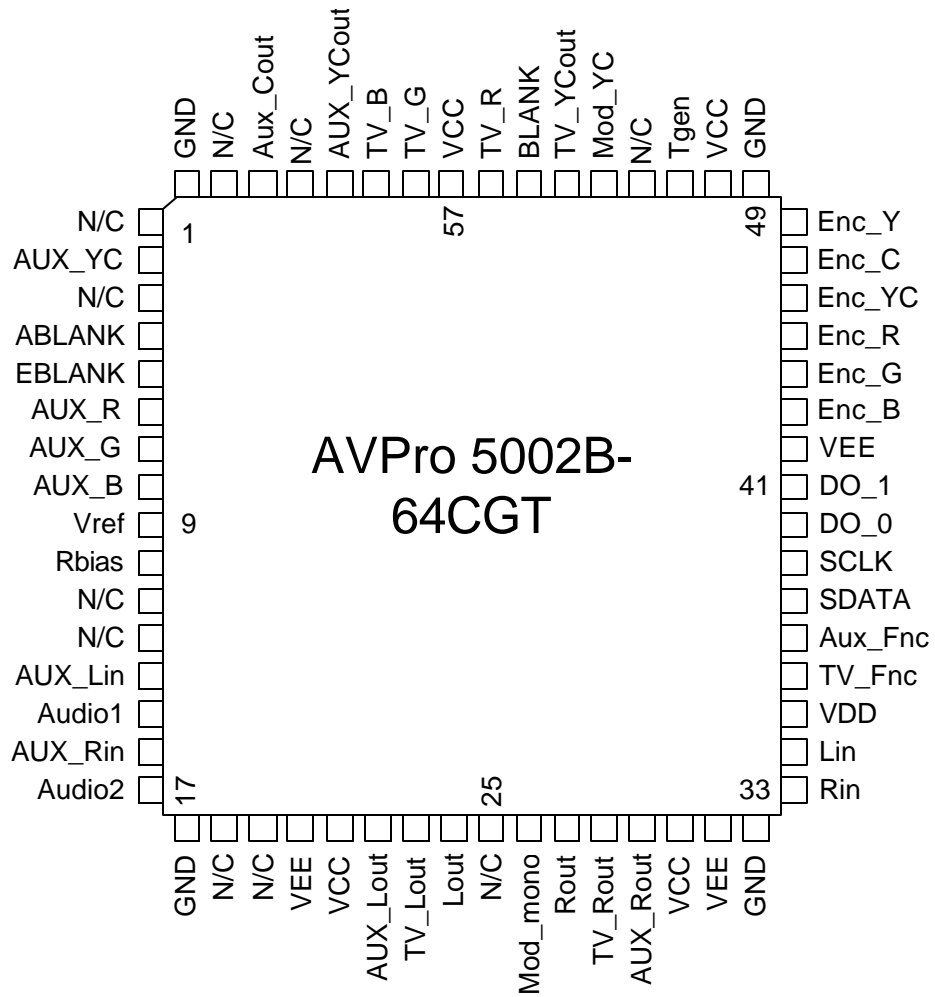 GND
N/C
Aux_Cout
N/C
AUX_YCout
TV_B
TV_G
VCC
TV_R
BLANK
TV_YCout
Mod_YC
N/C
Tgen
VCC
GND
N/C
AUX_YC
N/C
ABLANK
EBLANK
AUX_R
AUX_G
AUX_B
Vref
Rbias
N/C
N/C
AUX_Lin
Audio1
AUX_Rin
Audio2
1
57
49
9
41
17
25
33
AVPro 5002B-
64CGT
Enc_Y
Enc_C
Enc_YC
Enc_R
Enc_G
Enc_B
VEE
DO_1
DO_0
SCLK
SDATA
Aux_Fnc
TV_Fnc
VDD
Lin
Rin
GND
N/C
N/C
VEE
VCC
AUX_Lout
TV_Lout
Lout
N/C
Mod_mono
Rout
TV_Rout
AUX_Rout
VCC
VEE
GND